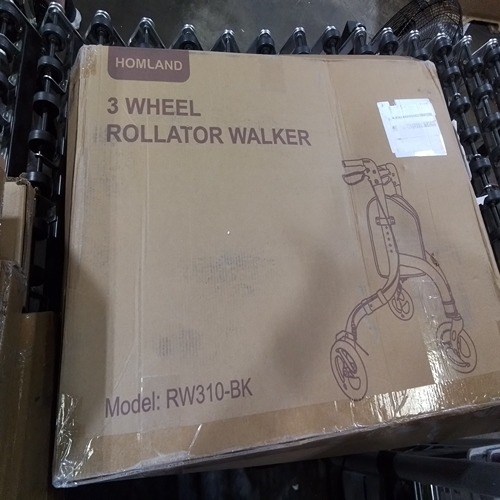 HOMLAND
3 WHEEL
ROLLATOR WALKER
Model: RW310-BK